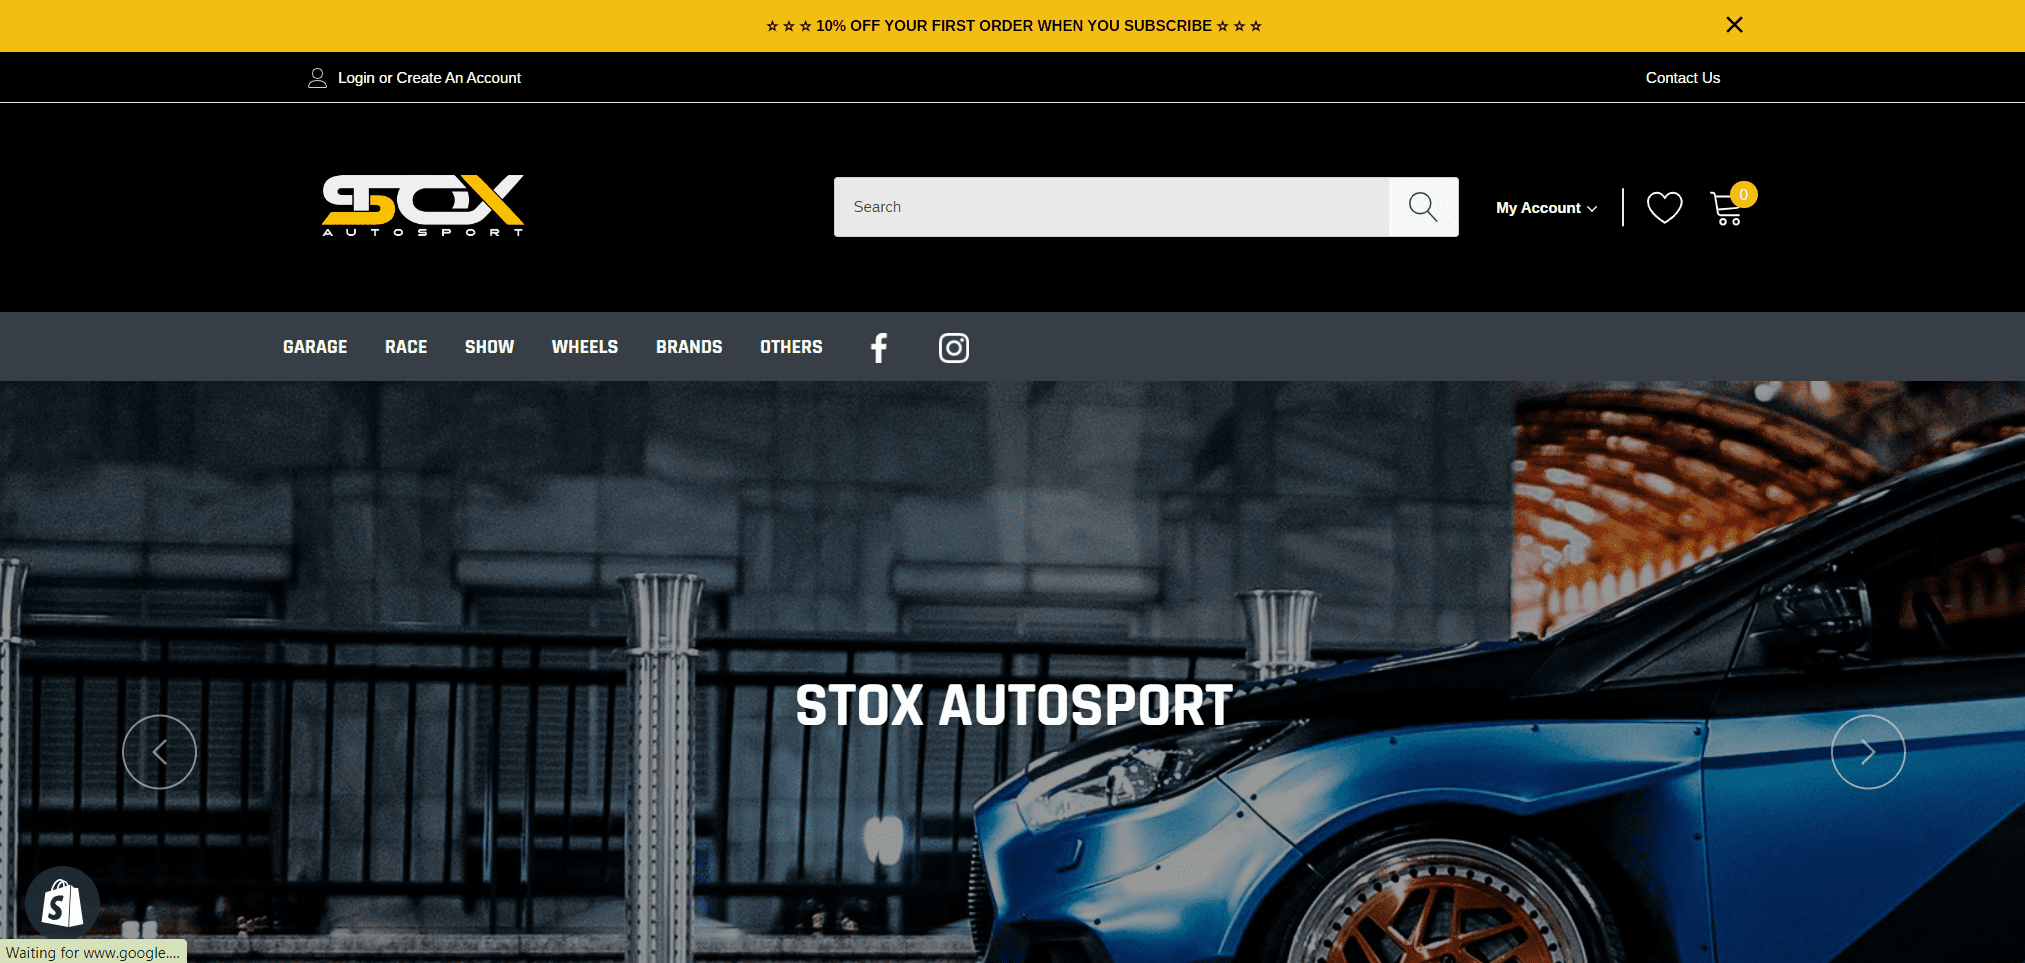 ☆ ☆ ☆ 10% OFF YOUR FIRST ORDER WHEN YOU SUBSCRIBE ☆ ☆ ☆
Login or Create An Account
Contact Us
STOX
AUTOSPORT
Search
My Account
0
GARAGE RACE SHOW WHEELS BRANDS OTHERS
STOX AUTOSPORT
Waiting for www.google....